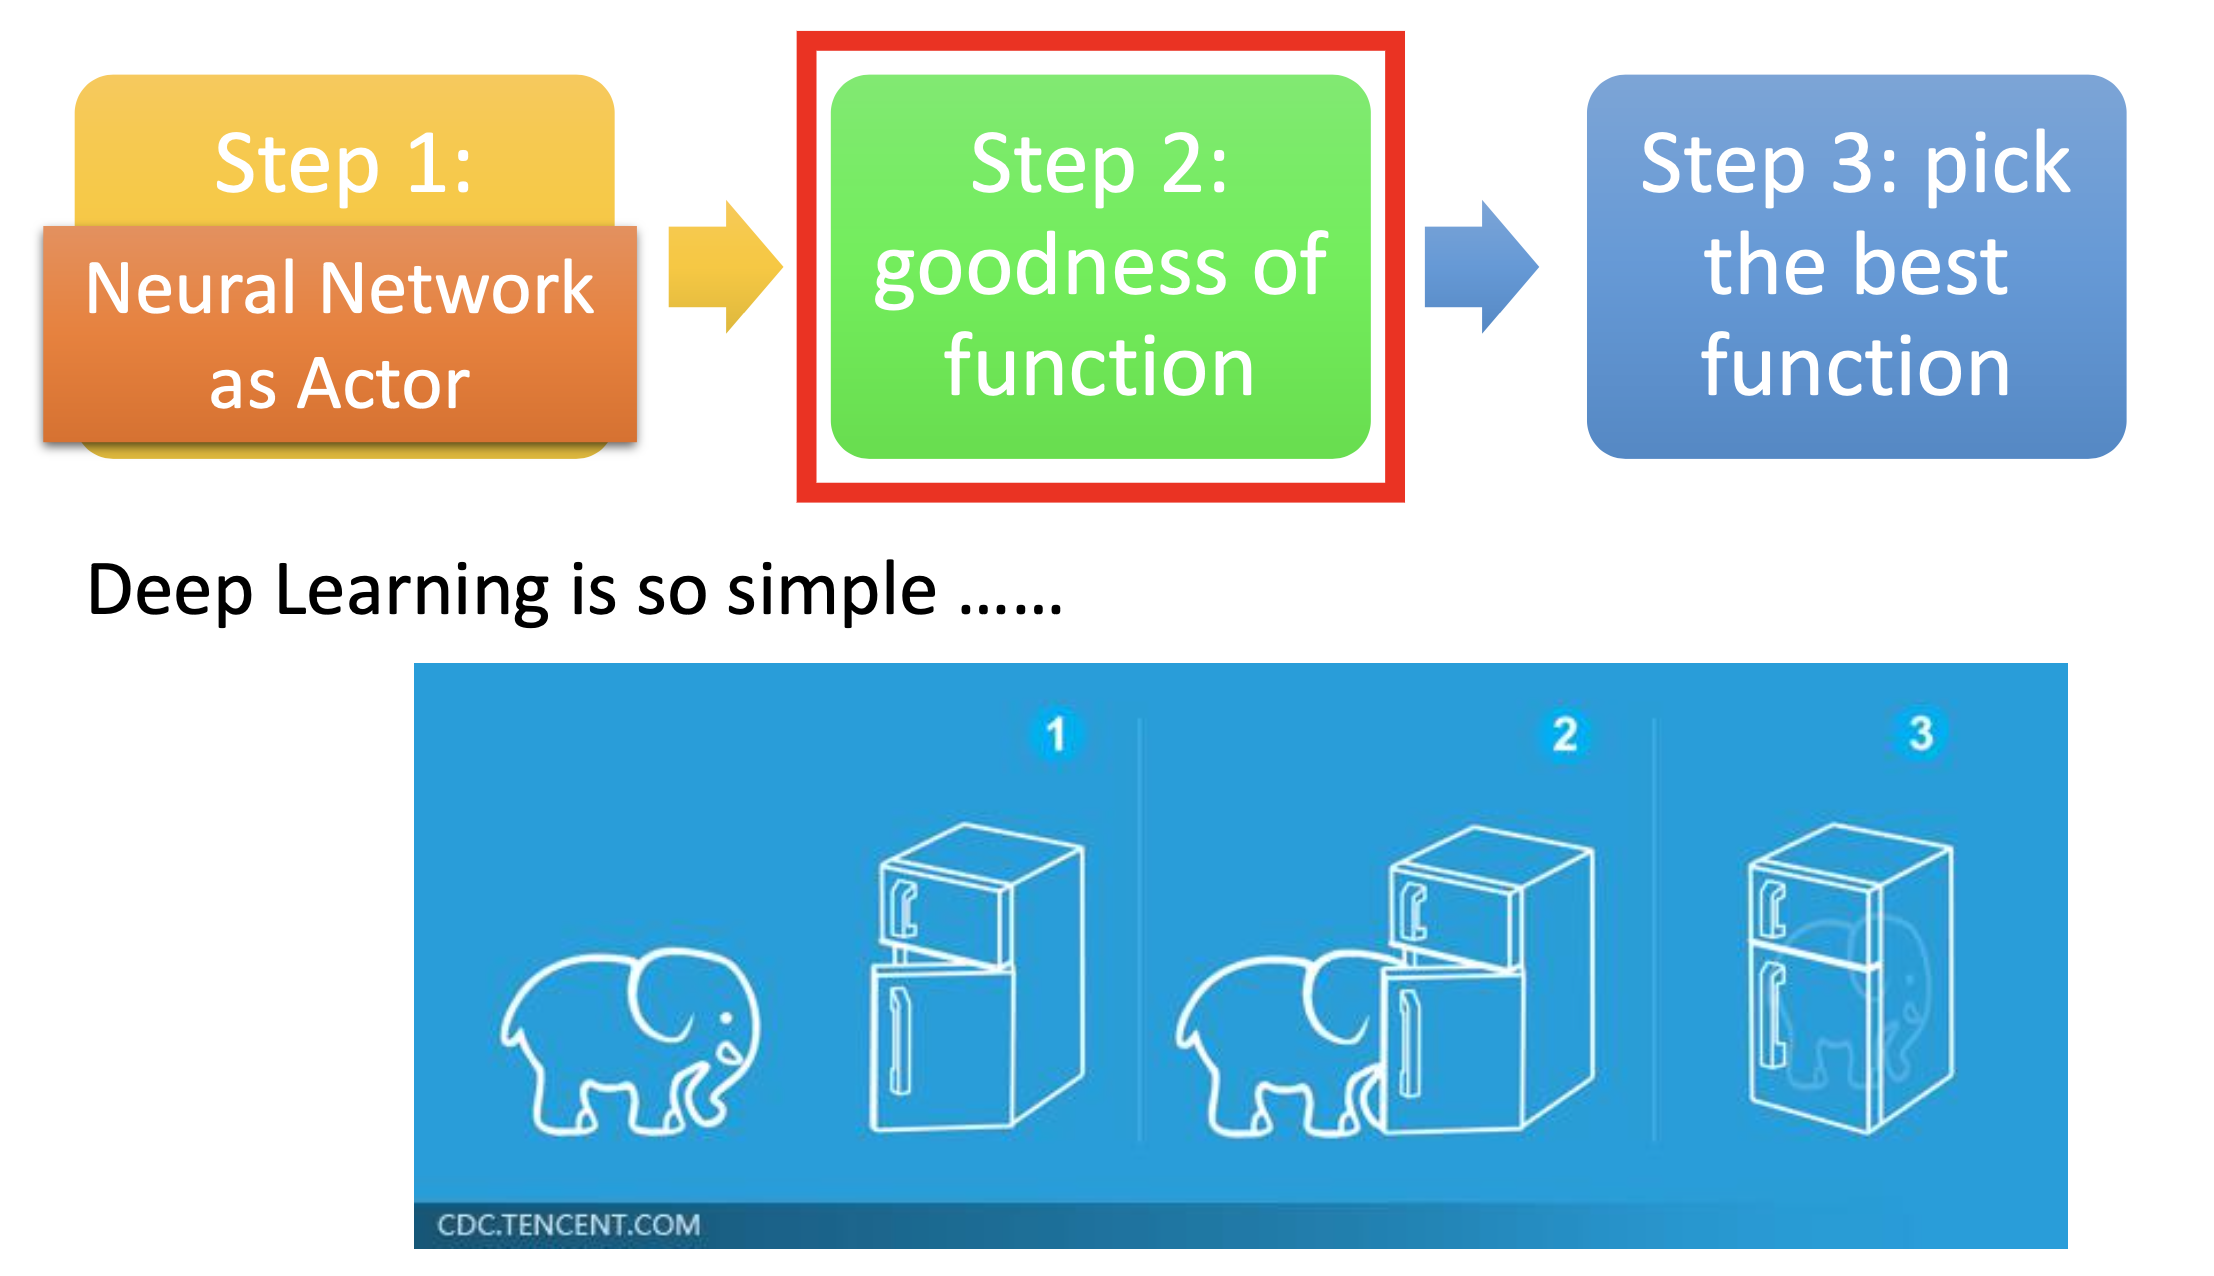 Step 1:
Neural Network
as Actor
Step 2:
goodness of
function
Step 3: pick
the best
function
Deep Learning is so simple ......
1
2
3
CDC.TENCENT.COM